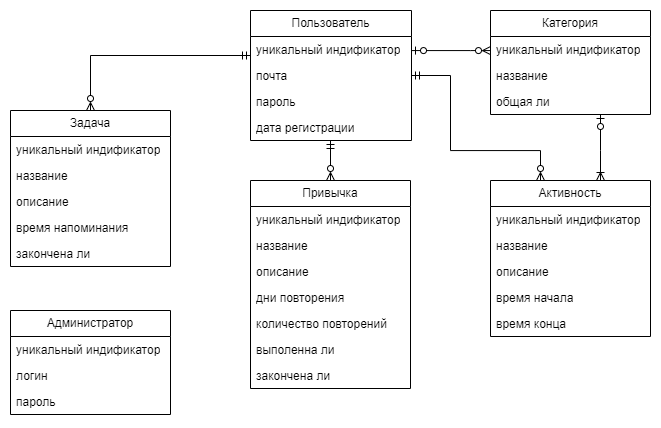 Пользователь
уникальный индификатор
почта
пароль
дата регистрации
Категория
уникальный индификатор
название
общая ли
Задача
уникальный индификатор
название
описание
время напоминания
закончена ли
Привычка
уникальный индификатор
название
описание
дни повторения
количество повторений
выполенна ли
закончена ли
Активность
уникальный индификатор
название
описание
время начала
время конца
Администратор
уникальный индификатор
логин
пароль